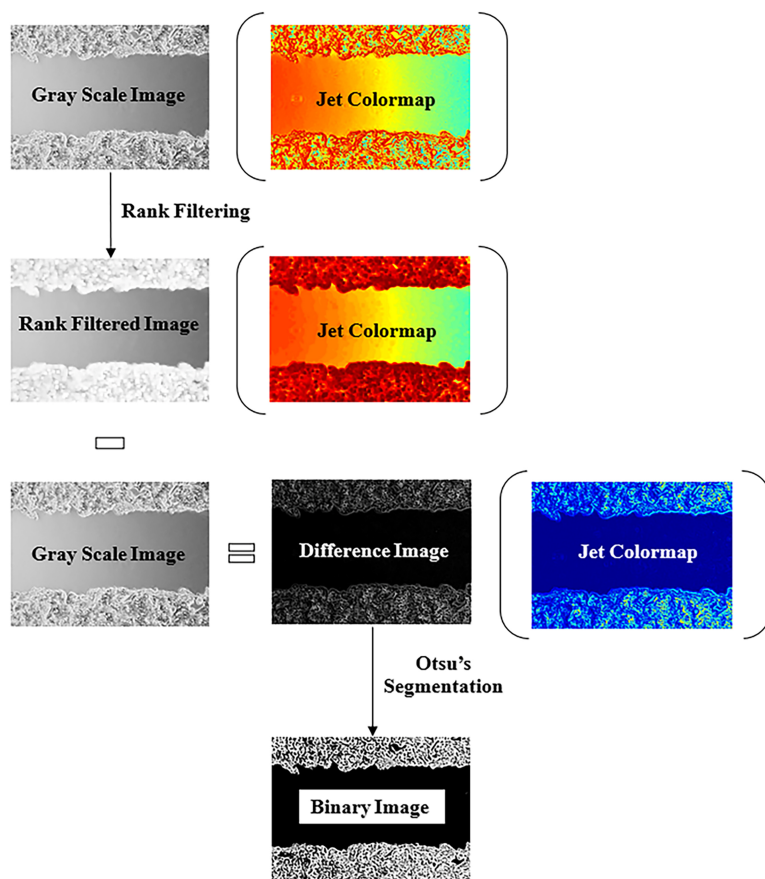 Gray Scale Image
Jet Colormap
Rank Filtering
Rank Filtered Image
Jet Colormap
Gray Scale Image
Difference Image
Jet Colormap
Otsu's
Segmentation
Binary Image